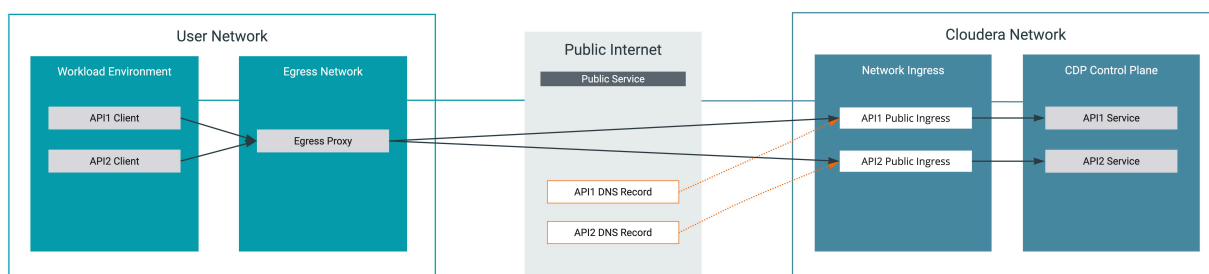 User Network
Workload Environment
API1 Client
API2 Client
Egress Network
Egress Proxy
Public Internet
Public Service
API1 DNS Record
API2 DNS Record
Cloudera Network
Network Ingress
API1 Public Ingress
API2 Public Ingress
CDP Control Plane
API1 Service
API2 Service